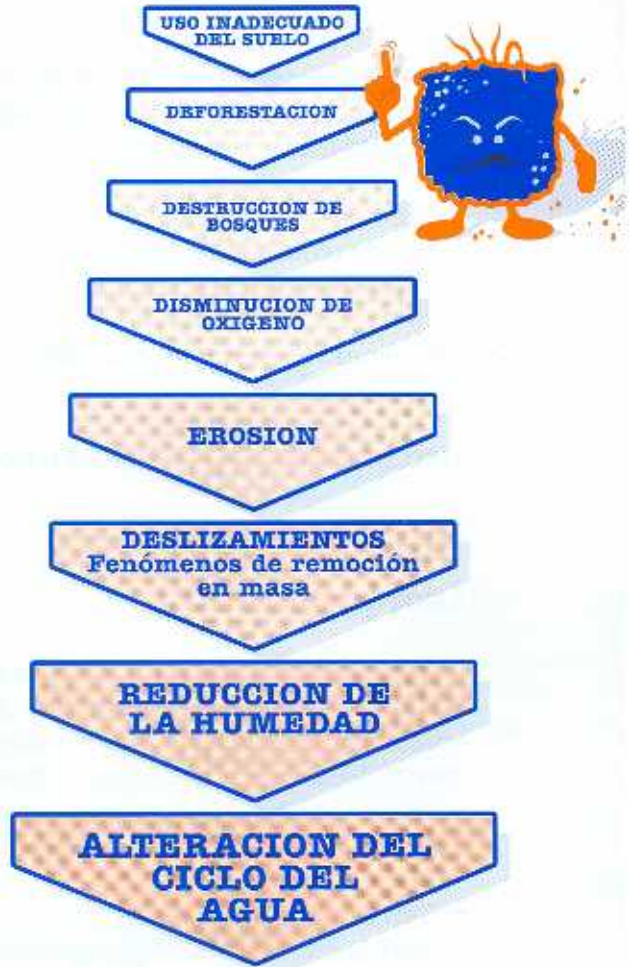 USO INADECUADO
DEL SUELO
DEFORESTACION
DESTRUCCION DE
BOSQUES
DISMINUCION DE
OXIGENO
EROSION
DESLIZAMIENTOS
Fenómenos de remoción
en masa
REDUCCION DE
LA HUMEDAD
ALTERACION DEL
CICLO DEL
AGUA